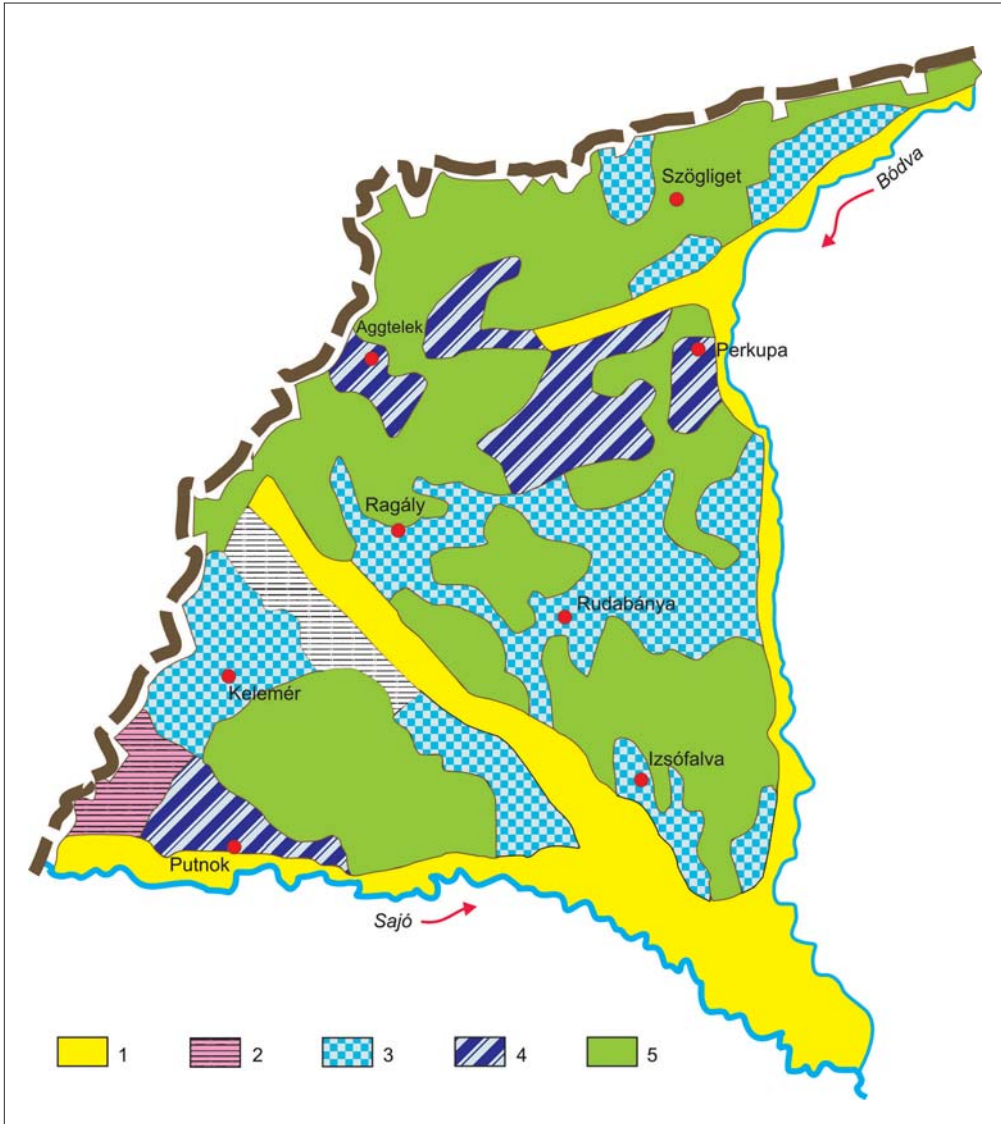 Szögliget
Bódva
Aggtelek
Perkupa
Ragály
Rudabánya
Kelemér
Izsófalva
Putnok
Sajó
1 2 3 4 5